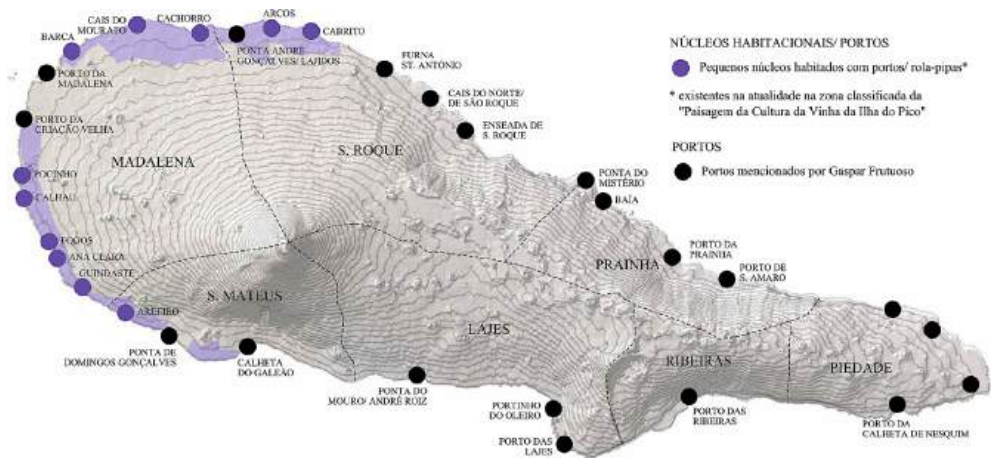 CAIS DO
MOURATO
BARCA
CACHORRO
ARCOS
CABRITO
PONTA ANDRÉ
GONÇALVES/ LAJIDOS
FURNA
ST. ANTÓNIO
PORTO DA
MADALENA
CAIS DO NORTE/
DE SÃO ROQUE
PORTO DA
CRIAÇÃO VELHA
ENSEADA DE
S. ROQUE
MADALENA
S. ROQUE
POCINHO
CALHAU
PONTA DO
MISTÉRIO
BAÍA
FOGOS
ANA CLARA
GUINDASTE
PORTO DA
PRAINHA
PRAINHA
PORTO DE
S. AMARO
S. MATEUS
AREEIRO
LAJES
PONTA DE
DOMINGOS GONÇALVES
CALHETA
DO GALEÃO
RIBEIRAS
PIEDADE
PONTA DO
MOURO/ ANDRÉ ROIZ
PORTINHO
DO OLEIRO
PORTO DAS
RIBEIRAS
PORTO DA
CALHETA DE NESQUIM
PORTO DAS
LAJES
NÚCLEOS HABITACIONAIS/ PORTOS
Pequenos núcleos habitados com portos/ rola-pipas*
* existentes na atualidade na zona classificada da
"Paisagem da Cultura da Vinha da Ilha do Pico"
PORTOS
Portos mencionados por Gaspar Frutuoso